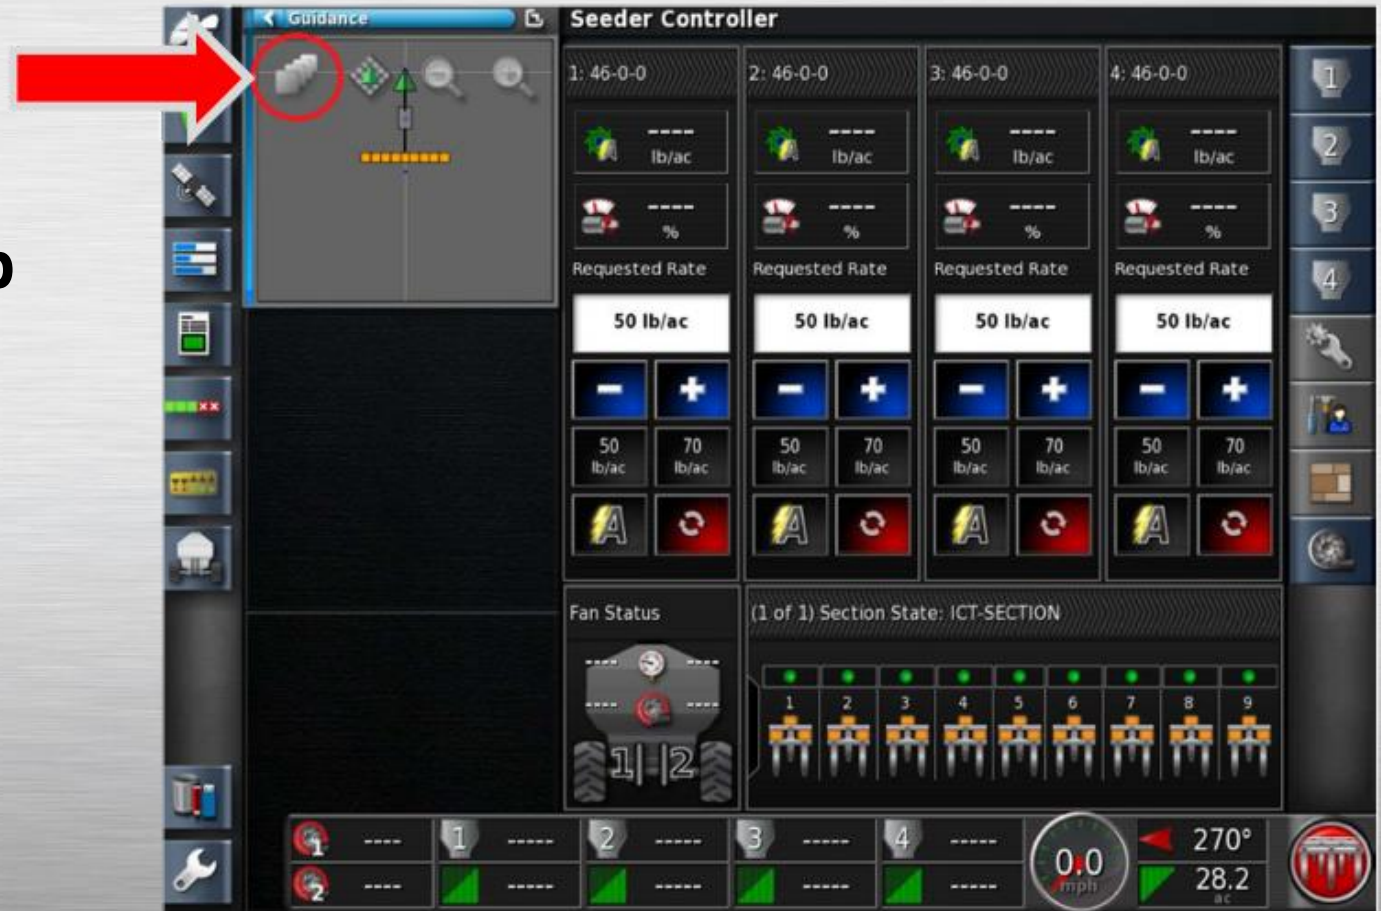 Guidance
Seeder Controller
1: 46-0-0
2: 46-0-0
3: 46-0-0
4: 46-0-0
---- lb/ac
---- lb/ac
---- lb/ac
---- lb/ac
---- %
---- %
---- %
---- %
Requested Rate
Requested Rate
Requested Rate
Requested Rate
50 lb/ac
50 lb/ac
50 lb/ac
50 lb/ac
- +
- +
- +
- +
50 lb/ac
70 lb/ac
50 lb/ac
70 lb/ac
50 lb/ac
70 lb/ac
50 lb/ac
70 lb/ac
A
A
A
A
1
2
3
4
Fan Status
---- ----
---- ----
1 2
(1 of 1) Section State: ICT-SECTION
1 2 3 4 5 6 7 8 9
1 ---- 1 ----- 2 ----- 3 ----- 4 -----
2 ---- ----- ----- ----- -----
0.0
mph
270°
28.2
ac